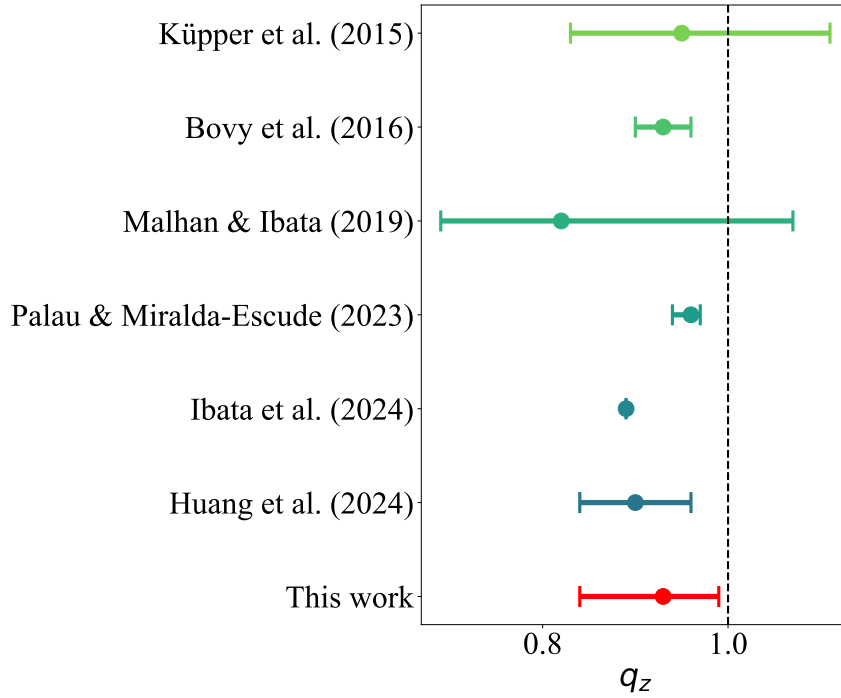 Küpper et al. (2015)
Bovy et al. (2016)
Malhan & Ibata (2019)
Palau & Miralda-Escude (2023)
Ibata et al. (2024)
Huang et al. (2024)
This work
0.8 1.0
q_z